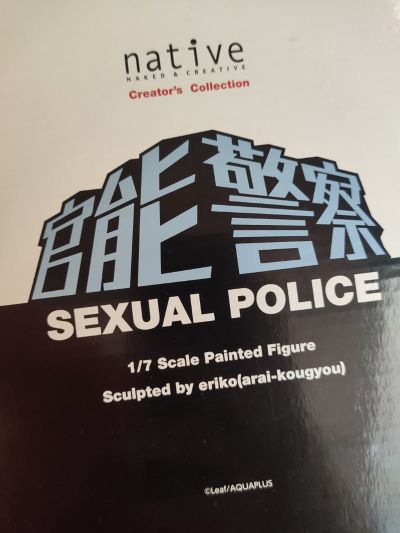 native
NAKED & CREATIVE
Creator's Collection
官能警察
SEXUAL POLICE
1/7 Scale Painted Figure
Sculpted by eriko(arai-kougyou)
©Leaf/AQUAPLUS